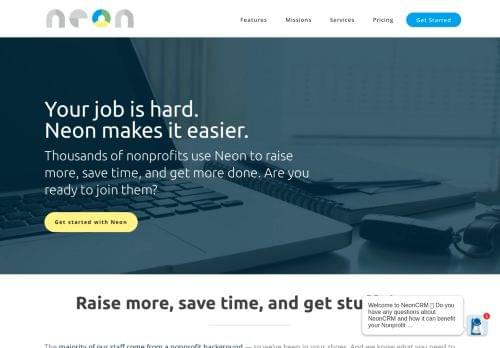 neon
Features Missions Services Pricing Get Started
Your job is hard.
Neon makes it easier.
Thousands of nonprofits use Neon to raise
more, save time, and get more done. Are you
ready to join them?
Get started with Neon
Raise more, save time, and get stu
Welcome to NeonCRM Do you
have any questions about
NeonCRM and how it can benefit
your Nonprofit ...
1
The majority of our staff come from a nonprofit background — so we've been in your shoes. And we know what you need to